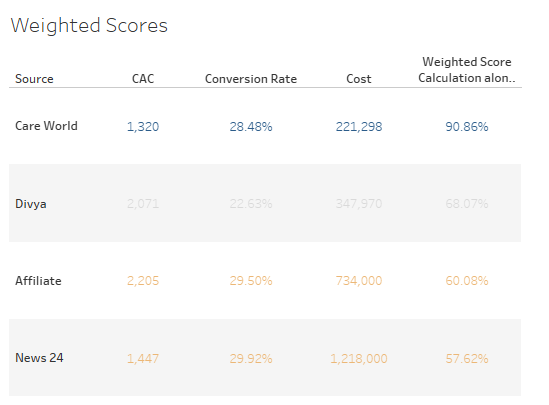 Weighted Scores
Weighted Score
Source CAC Conversion Rate Cost Calculation alon..
Care World 1,320 28.48% 221,298 90.86%
Divya 2,071 22.63% 347,970 68.07%
Affiliate 2,205 29.50% 734,000 60.08%
News 24 1,447 29.92% 1,218,000 57.62%